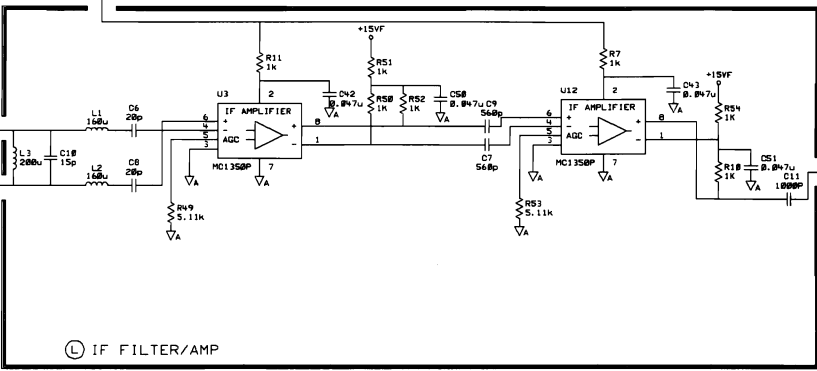 R11
1k
+15VF
R51
1k
R7
1k
+15VF
U3
2
C42
0.047u
A
R50
1K
R52
1K
C50
0.047u
A
C9
560p
U12
2
C43
0.047u
A
R54
1K
L1
160u
C6
20p
IF AMPLIFIER
6
+
4
-
5
AGC
3
+
8
-
1
7
MC1350P
A
A
C7
560p
IF AMPLIFIER
6
+
4
-
5
AGC
3
+
8
-
1
7
MC1350P
A
A
L3
200u
C10
15p
L2
160u
C8
20p
R10
1K
C51
0.047u
A
C11
1000P
R49
5.11k
A
R53
5.11k
A
L IF FILTER/AMP